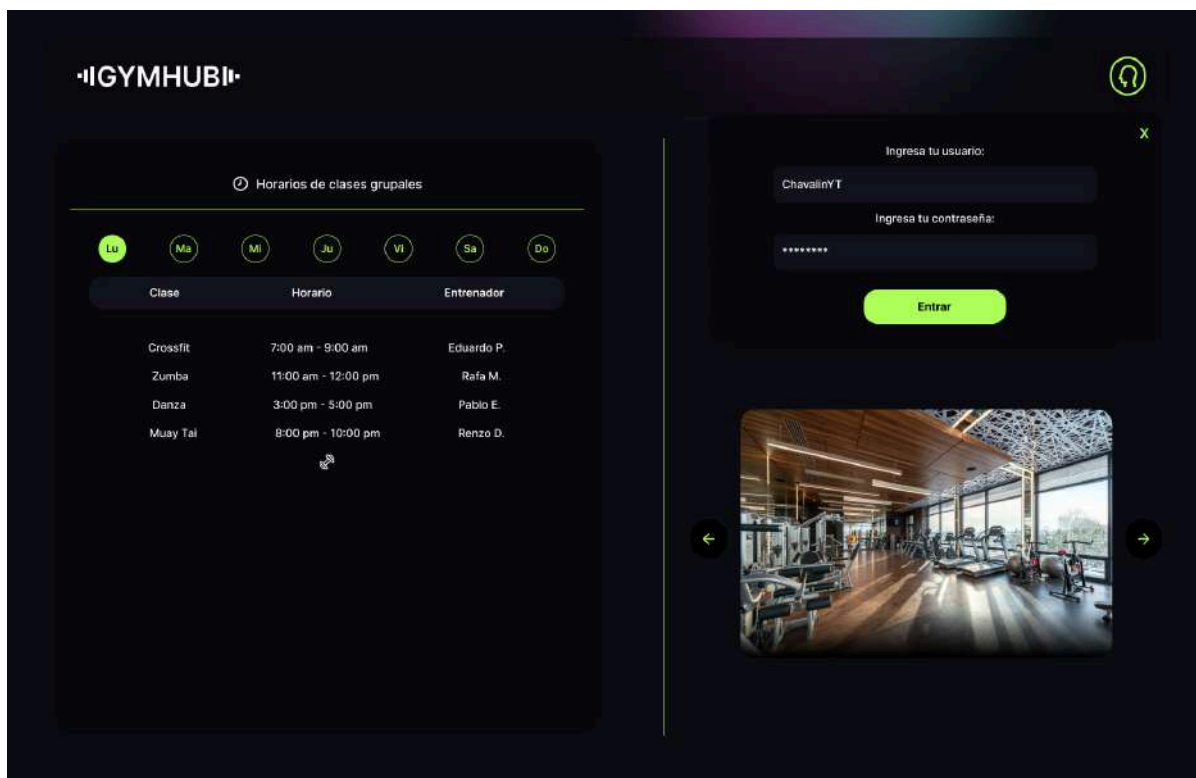 GYMHUB
Horarios de clases grupales
Lu Ma Mi Ju Vi Sa Do
Clase Horario Entrenador
Crossfit 7:00 am - 9:00 am Eduardo P.
Zumba 11:00 am - 12:00 pm Rafa M.
Danza 3:00 pm - 5:00 pm Pablo E.
Muay Tai 8:00 pm - 10:00 pm Renzo D.
X
Ingresa tu usuario:
ChavalinYT
Ingresa tu contraseña:
********
Entrar